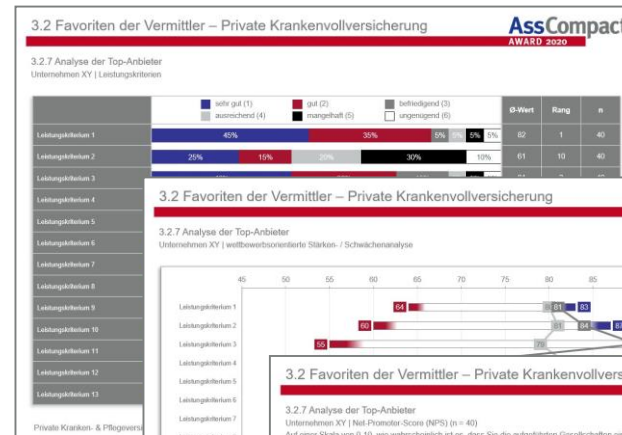 3.2 Favoriten der Vermittler – Private Krankenvollversicherung
AssCompact
AWARD 2020
3.2.7 Analyse der Top-Anbieter
Unternehmen XY | Leistungskriterien
sehr gut (1) gut (2) befriedigend (3)
ausreichend (4) mangelhaft (5) ungenügend (6)
Ø-Wert Rang n
Leistungskriterium 1 45% 35% 5% 5% 5% 5% 82 1 40
Leistungskriterium 2 25% 15% 20% 30% 10% 61 10 40
Leistungskriterium 3
Leistungskriterium 4
Leistungskriterium 5
Leistungskriterium 6
Leistungskriterium 7
Leistungskriterium 8
Leistungskriterium 9
Leistungskriterium 10
Leistungskriterium 11
Leistungskriterium 12
Leistungskriterium 13
Private Kranken- & Pflegeversi
3.2 Favoriten der Vermittler – Private Krankenvollversicherung
3.2.7 Analyse der Top-Anbieter
Unternehmen XY | wettbewerbsorientierte Stärken- / Schwächenanalyse
45 50 55 60 65 70 75 80 85
Leistungskriterium 1 64 81 83
Leistungskriterium 2 60 81 84
Leistungskriterium 3 55 79
Leistungskriterium 4
Leistungskriterium 5
Leistungskriterium 6
Leistungskriterium 7
3.2 Favoriten der Vermittler – Private Krankenvollvers
3.2.7 Analyse der Top-Anbieter
Unternehmen XY | Net-Promoter-Score (NPS) (n = 40)